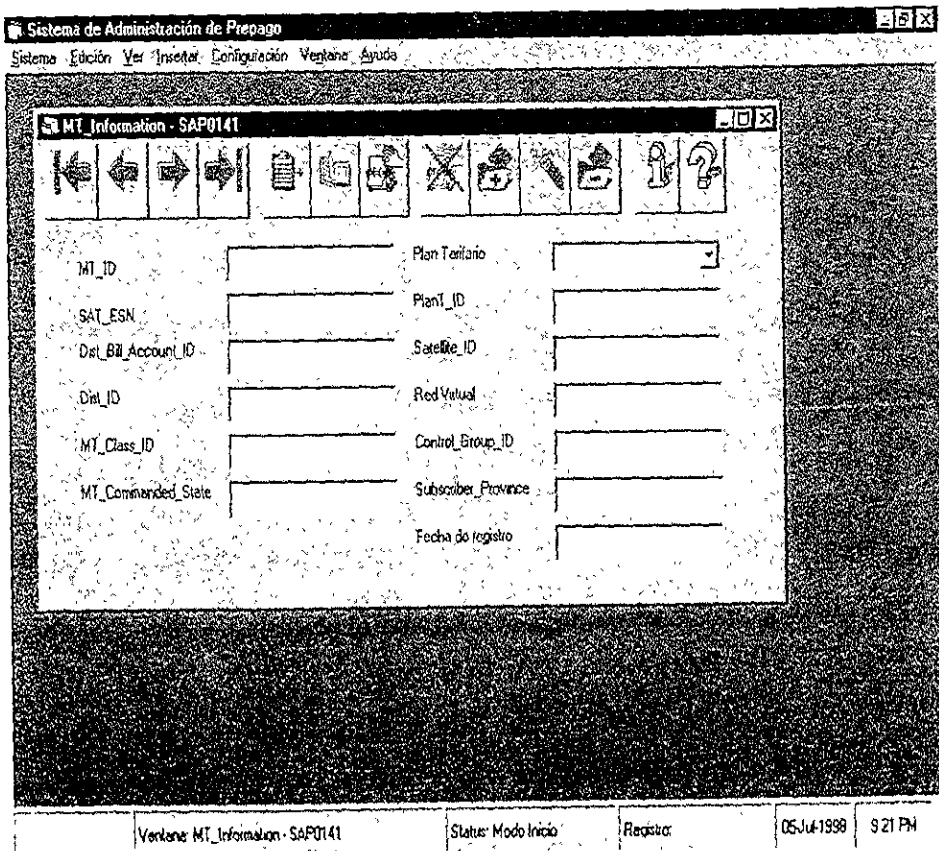 Sistema de Administración de Prepago
Sistema Edición Ver Insertar Configuración Ventana Ayuda
MT_Information - SAP0141
MT_ID
Plan Tarifario
SAT_ESN
PlanT_ID
Dist_Bill_Account_ID
Satellite_ID
Dist_ID
Red Virtual
MT_Class_ID
Control_Group_ID
MT_Commanded_State
Subscriber_Province
Fecha do registro
Ventana: MT_Information - SAP0141 Status: Modo Inicio Registro: 05-Jul-1998 9:21 PM